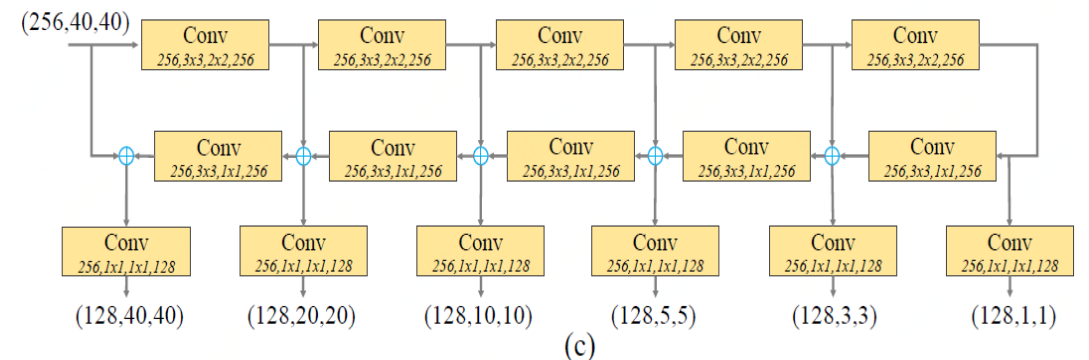 (256,40,40)
Conv
256,3x3,2x2,256
Conv
256,3x3,2x2,256
Conv
256,3x3,2x2,256
Conv
256,3x3,2x2,256
Conv
256,3x3,2x2,256
Conv
256,3x3,1x1,256
Conv
256,3x3,1x1,256
Conv
256,3x3,1x1,256
Conv
256,3x3,1x1,256
Conv
256,3x3,1x1,256
Conv
256,1x1,1x1,128
Conv
256,1x1,1x1,128
Conv
256,1x1,1x1,128
Conv
256,1x1,1x1,128
Conv
256,1x1,1x1,128
Conv
256,1x1,1x1,128
(128,40,40)
(128,20,20)
(128,10,10)
(128,5,5)
(128,3,3)
(128,1,1)
(c)